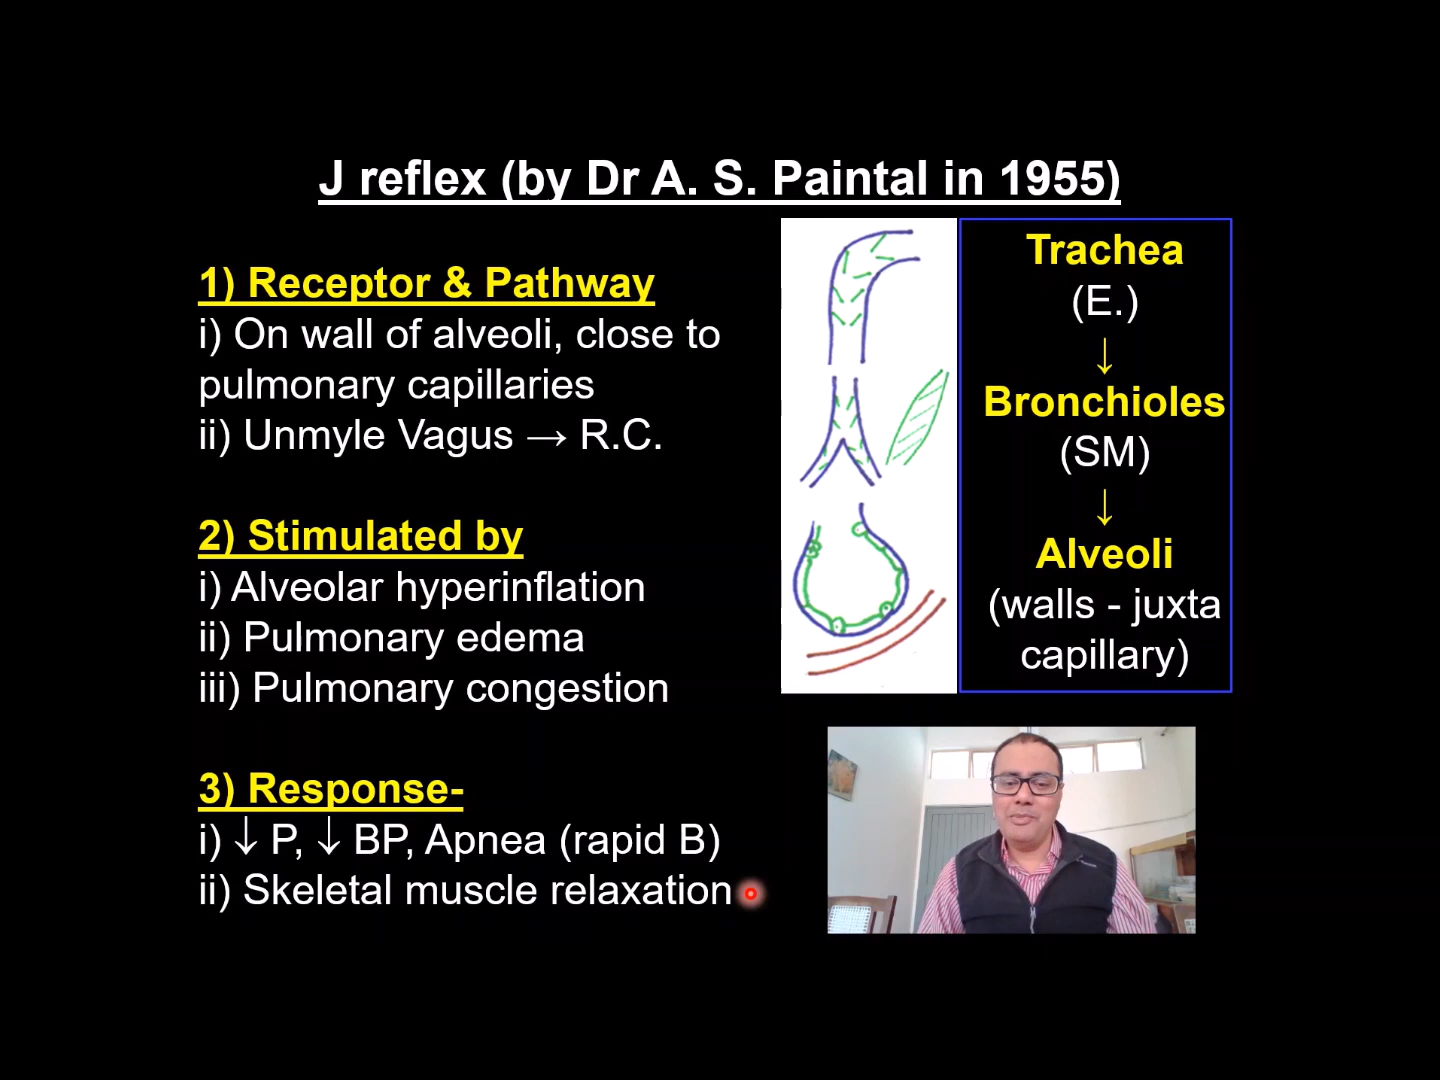 J reflex (by Dr A. S. Paintal in 1955)
1) Receptor & Pathway
i) On wall of alveoli, close to
pulmonary capillaries
ii) Unmyle Vagus → R.C.
2) Stimulated by
i) Alveolar hyperinflation
ii) Pulmonary edema
iii) Pulmonary congestion
3) Response-
i) ↓ P, ↓ BP, Apnea (rapid B)
ii) Skeletal muscle relaxation
Trachea
(E.)
↓
Bronchioles
(SM)
↓
Alveoli
(walls - juxta
capillary)